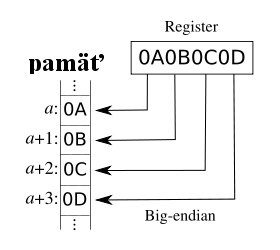 Register
0A0B0C0D
pamäť
⋮
a: 0A
a+1: 0B
a+2: 0C
a+3: 0D
⋮
Big-endian